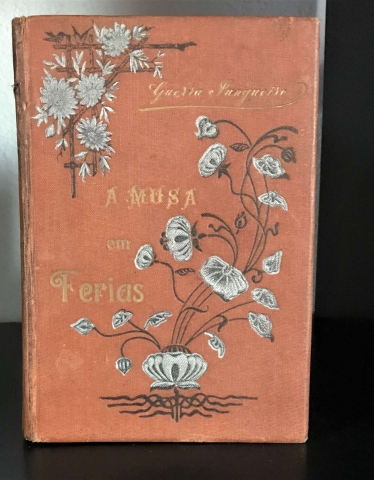 Guerra Junqueiro
A MUSA
em
Ferias